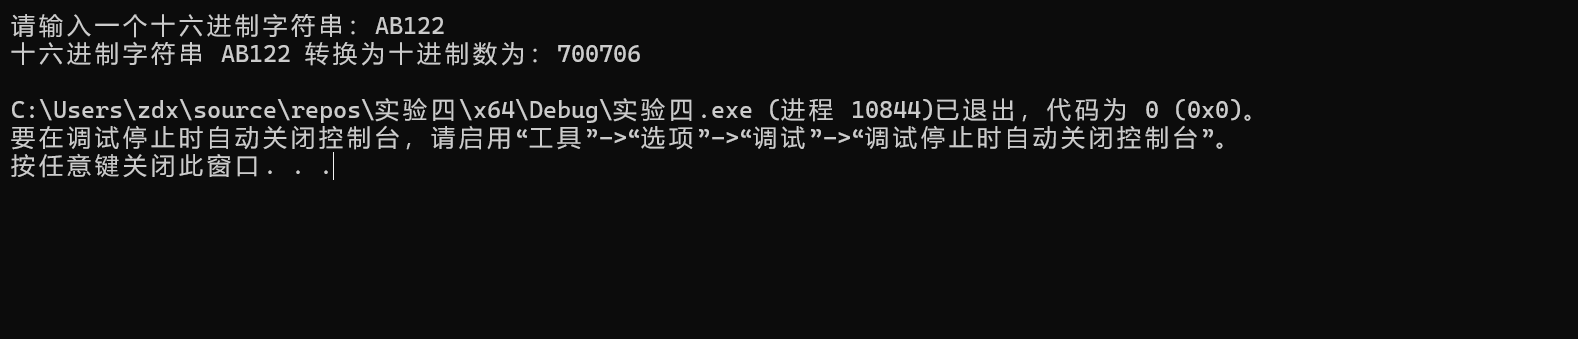 请输入一个十六进制字符串: AB122
十六进制字符串 AB122 转换为十进制数为: 700706
C:\Users\zdx\source\repos\实验四\x64\Debug\实验四.exe (进程 10844)已退出，代码为 0 (0x0)。
要在调试停止时自动关闭控制台，请启用“工具”->“选项”->“调试”->“调试停止时自动关闭控制台”。
按任意键关闭此窗口. . .